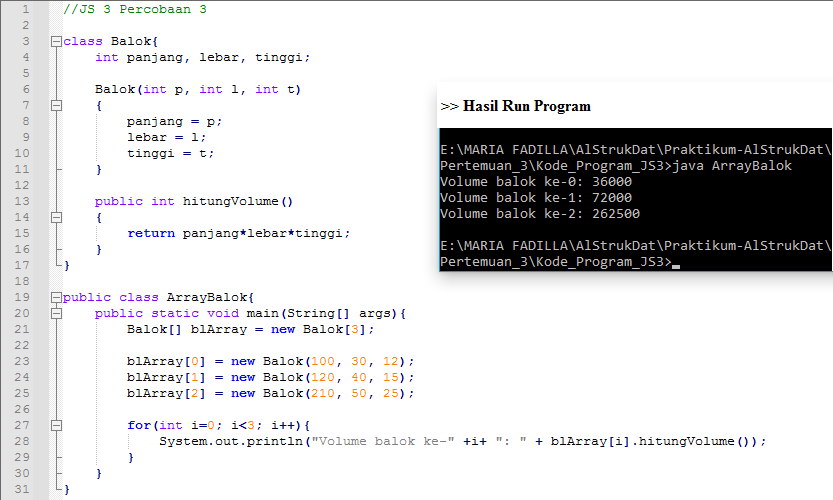 1 //JS 3 Percobaan 3
2
3 class Balok{
4 int panjang, lebar, tinggi;
5
6 Balok(int p, int l, int t)
7 {
8 panjang = p;
9 lebar = l;
10 tinggi = t;
11 }
12
13 public int hitungVolume()
14 {
15 return panjang*lebar*tinggi;
16 }
17 }
18
19 public class ArrayBalok{
20 public static void main(String[] args){
21 Balok[] blArray = new Balok[3];
22
23 blArray[0] = new Balok(100, 30, 12);
24 blArray[1] = new Balok(120, 40, 15);
25 blArray[2] = new Balok(210, 50, 25);
26
27 for(int i=0; i<3; i++){
28 System.out.println("Volume balok ke-" +i+ ": " + blArray[i].hitungVolume());
29 }
30 }
31 }
>> Hasil Run Program
E:\MARIA FADILLA\AlStrukDat\Praktikum-AlStrukDat\
Pertemuan_3\Kode_Program_JS3>java ArrayBalok
Volume balok ke-0: 36000
Volume balok ke-1: 72000
Volume balok ke-2: 262500
E:\MARIA FADILLA\AlStrukDat\Praktikum-AlStrukDat\
Pertemuan_3\Kode_Program_JS3>